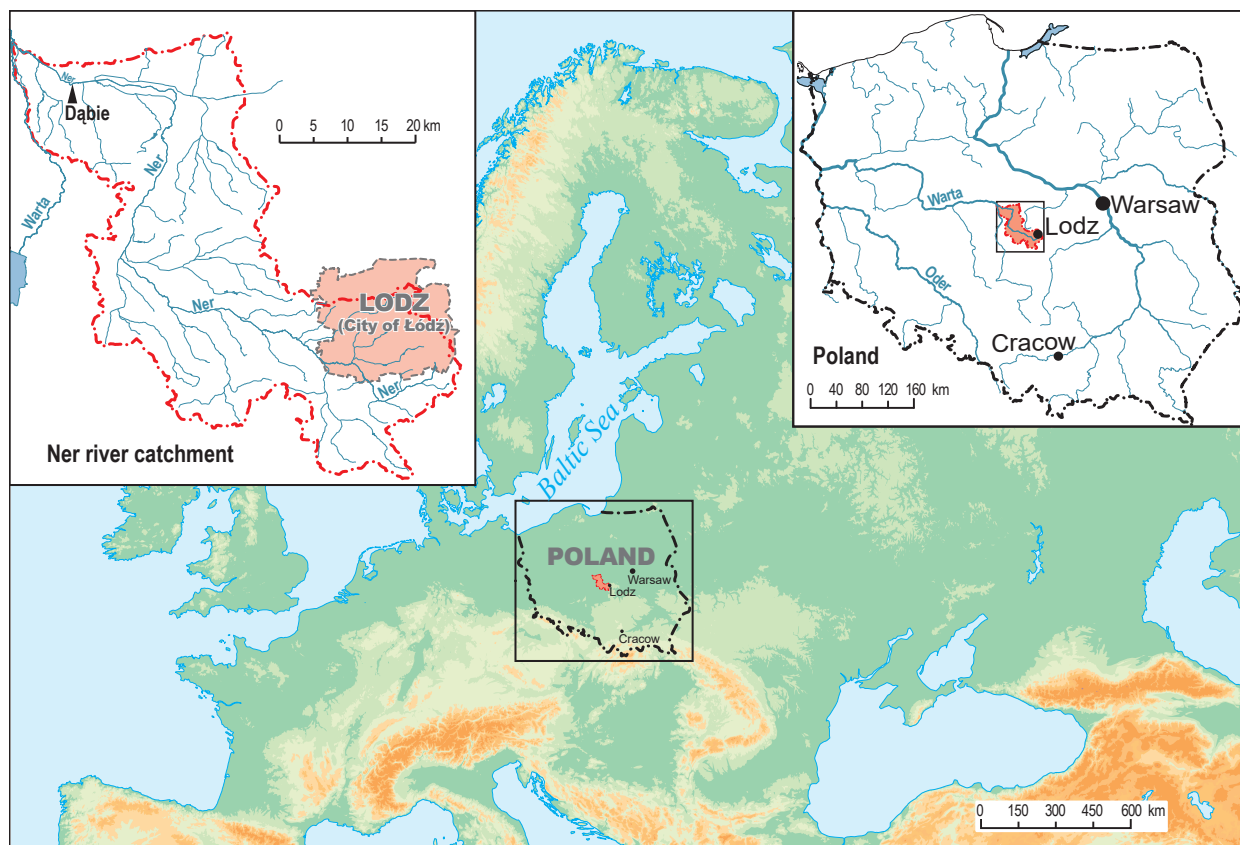 Ner
Dąbie
0 5 10 15 20 km
Ner
Warta
Ner
LODZ
(City of Łódź)
Ner
Ner river catchment
Warta
Warsaw
Lodz
Oder
Cracow
Poland
0 40 80 120 160 km
Baltic Sea
POLAND
Warsaw
Lodz
Cracow
0 150 300 450 600 km